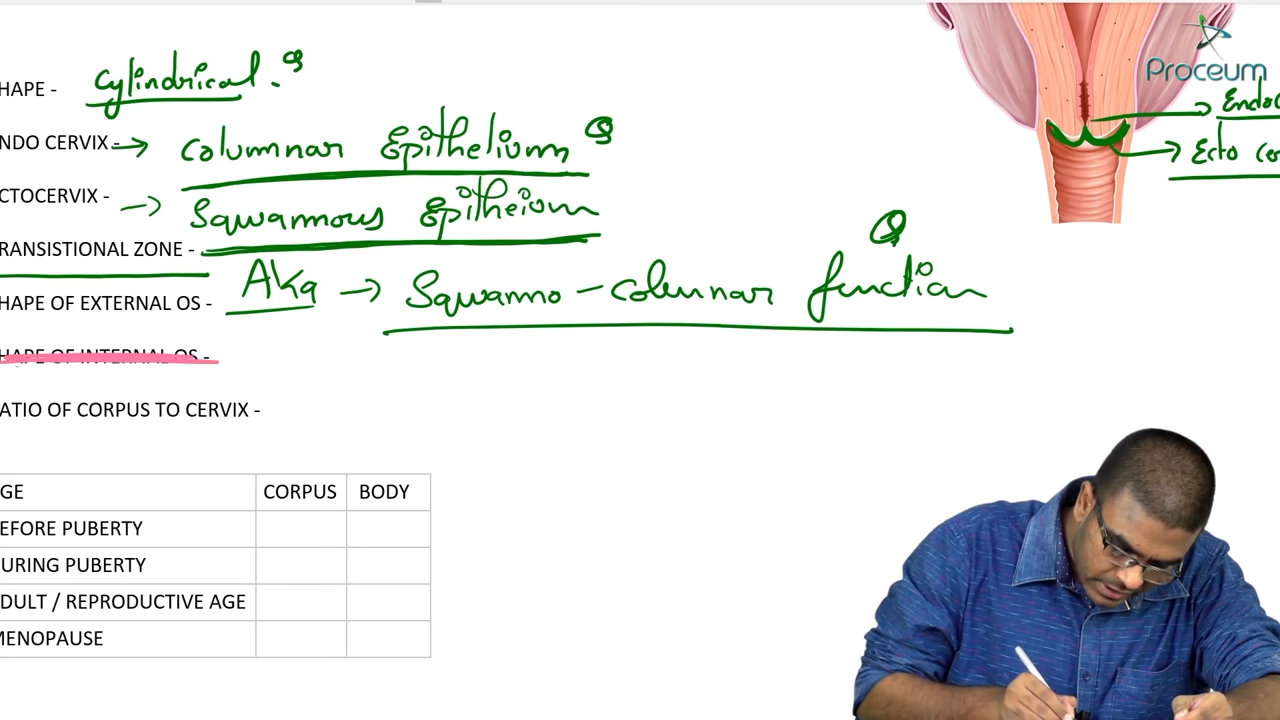 HAPE - Cylindrical. Q
Proceum
Endoc
NDO CERVIX - → columnar Epithelium Q
Ecto ce
CTOCERVIX - → Squamous Epitheium
RANSISTIONAL ZONE -
AKa → Squamo-columnar function Q
HAPE OF EXTERNAL OS -
HAPE OF INTERNAL OS -
ATIO OF CORPUS TO CERVIX -
GE CORPUS BODY
EFORE PUBERTY
URING PUBERTY
DULT / REPRODUCTIVE AGE
MENOPAUSE